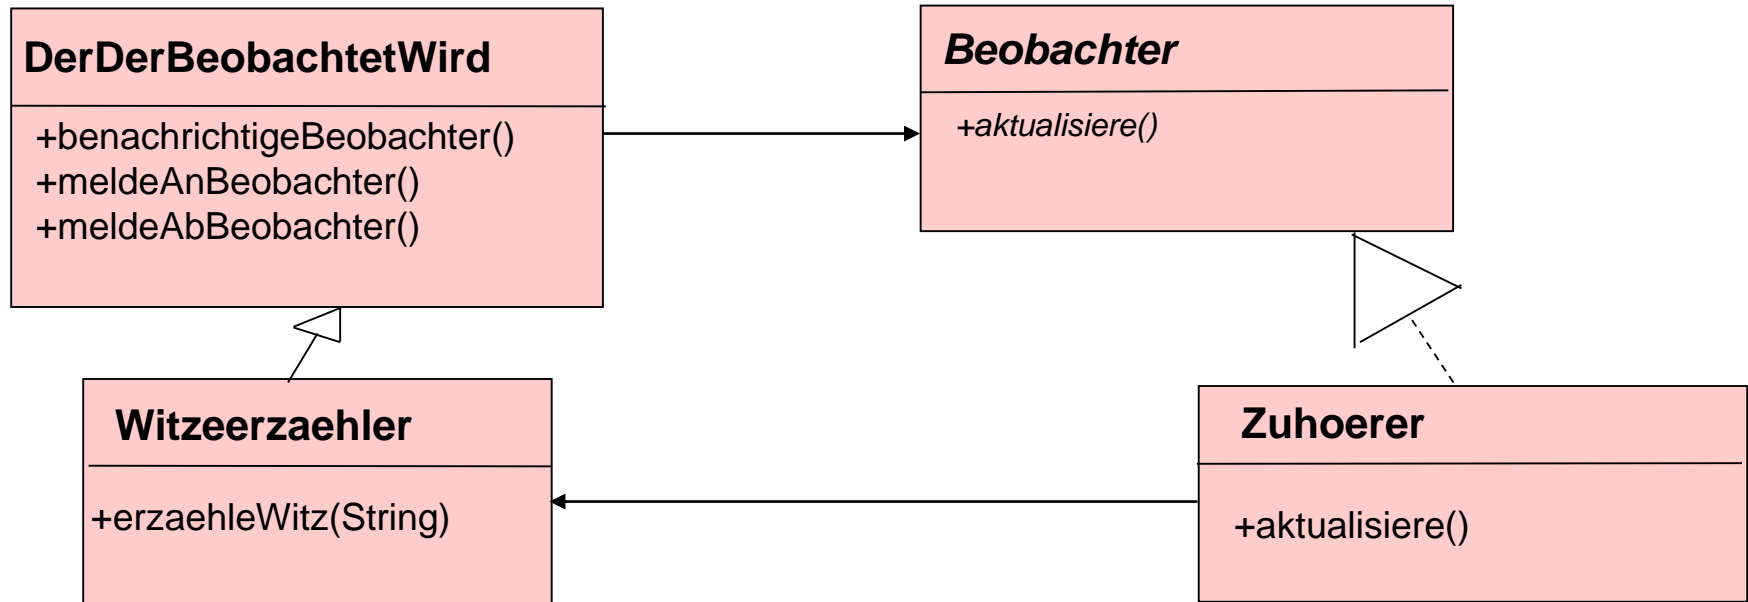 DerDerBeobachtetWird
+benachrichtigeBeobachter()
+meldeAnBeobachter()
+meldeAbBeobachter()
Beobachter
+aktualisiere()
Witzeerzaehler
+erzaehleWitz(String)
Zuhoerer
+aktualisiere()